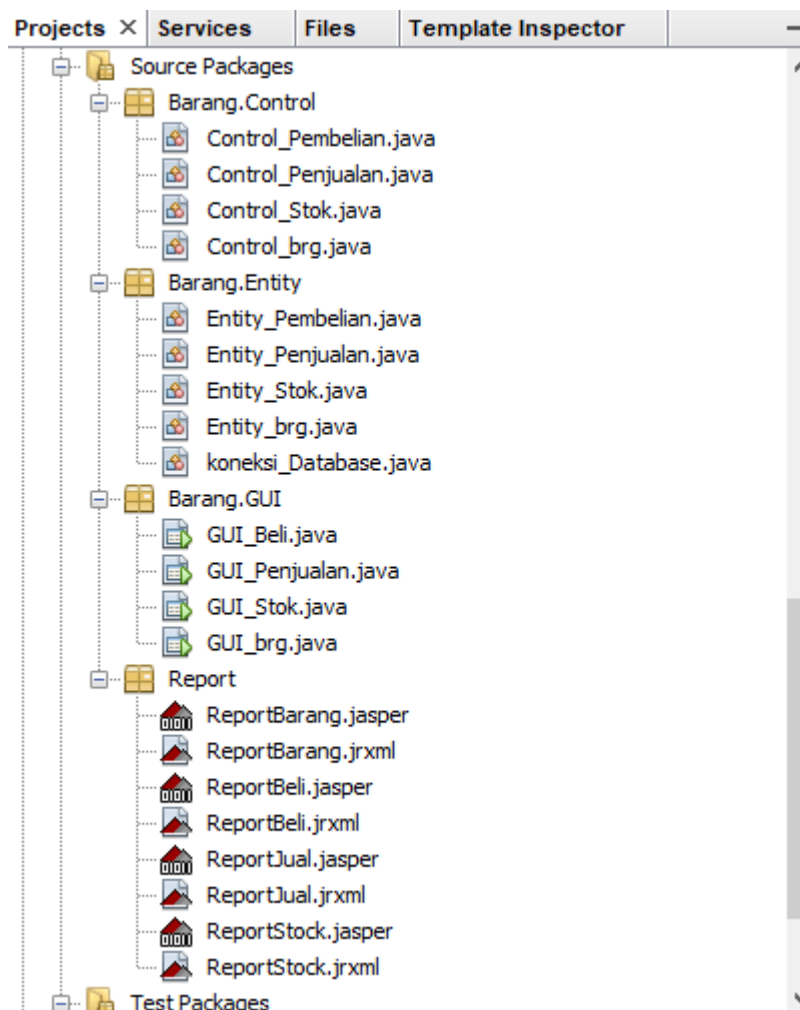 Projects × Services Files Template Inspector
Source Packages
Barang.Control
Control_Pembelian.java
Control_Penjualan.java
Control_Stok.java
Control_brg.java
Barang.Entity
Entity_Pembelian.java
Entity_Penjualan.java
Entity_Stok.java
Entity_brg.java
koneksi_Database.java
Barang.GUI
GUI_Beli.java
GUI_Penjualan.java
GUI_Stok.java
GUI_brg.java
Report
ReportBarang.jasper
ReportBarang.jrxml
ReportBeli.jasper
ReportBeli.jrxml
ReportJual.jasper
ReportJual.jrxml
ReportStock.jasper
ReportStock.jrxml
Test Packages